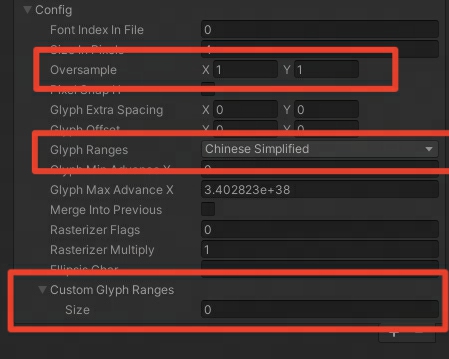 Config
Font Index In File 0
Size In Pixels
Oversample X 1 Y 1
Pixel Snap H
Glyph Extra Spacing X 0 Y 0
Glyph Offset X 0 Y 0
Glyph Ranges Chinese Simplified
Glyph Min Advance X 0
Glyph Max Advance X 3.402823e+38
Merge Into Previous
Rasterizer Flags 0
Rasterizer Multiply 1
Ellipsis Char
Custom Glyph Ranges
Size 0